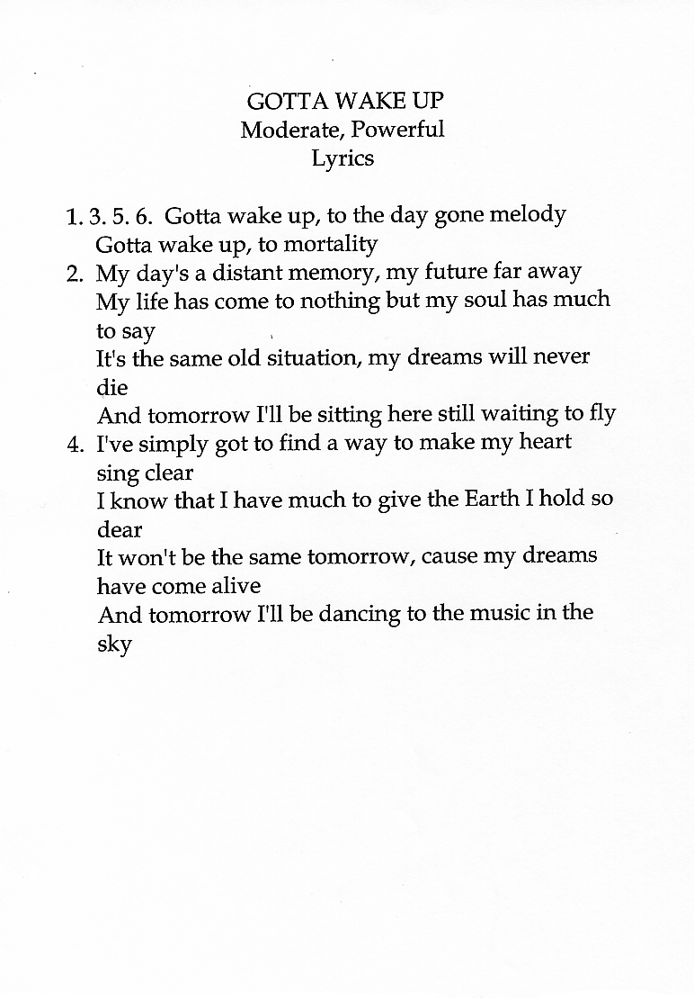 GOTTA WAKE UP
Moderate, Powerful
Lyrics
1. 3. 5. 6. Gotta wake up, to the day gone melody
Gotta wake up, to mortality
2. My day's a distant memory, my future far away
My life has come to nothing but my soul has much
to say
It's the same old situation, my dreams will never
die
And tomorrow I'll be sitting here still waiting to fly
4. I've simply got to find a way to make my heart
sing clear
I know that I have much to give the Earth I hold so
dear
It won't be the same tomorrow, cause my dreams
have come alive
And tomorrow I'll be dancing to the music in the
sky